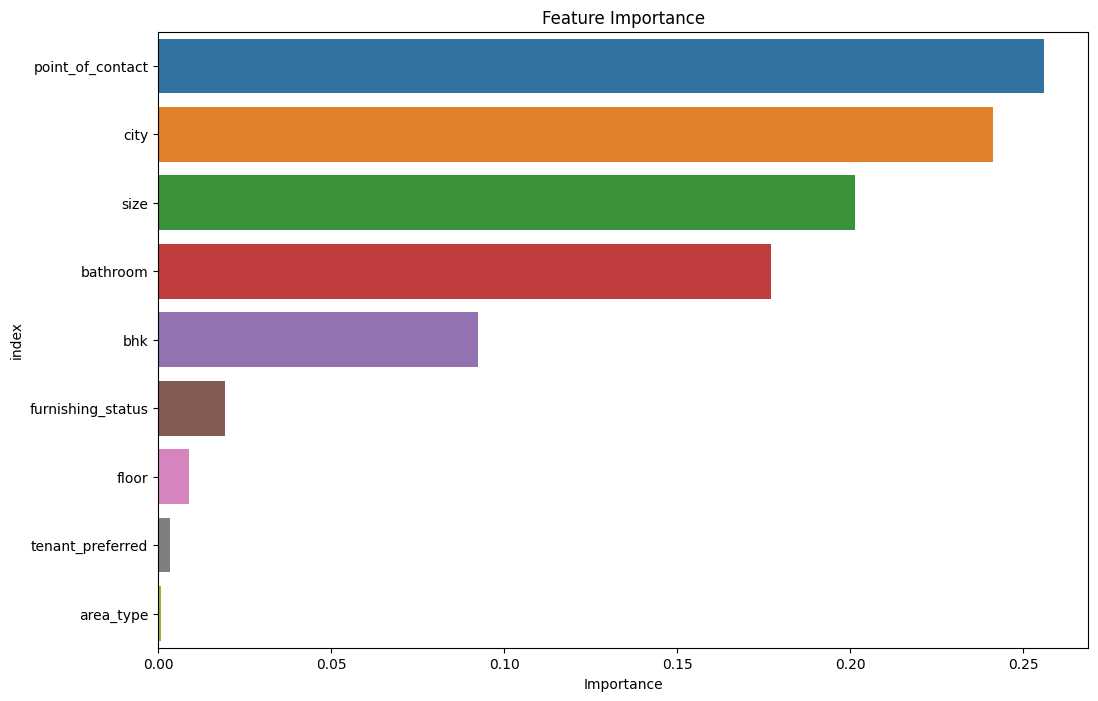 Feature Importance
point_of_contact
city
size
bathroom
bhk
furnishing_status
floor
tenant_preferred
area_type
index
0.00 0.05 0.10 0.15 0.20 0.25
Importance